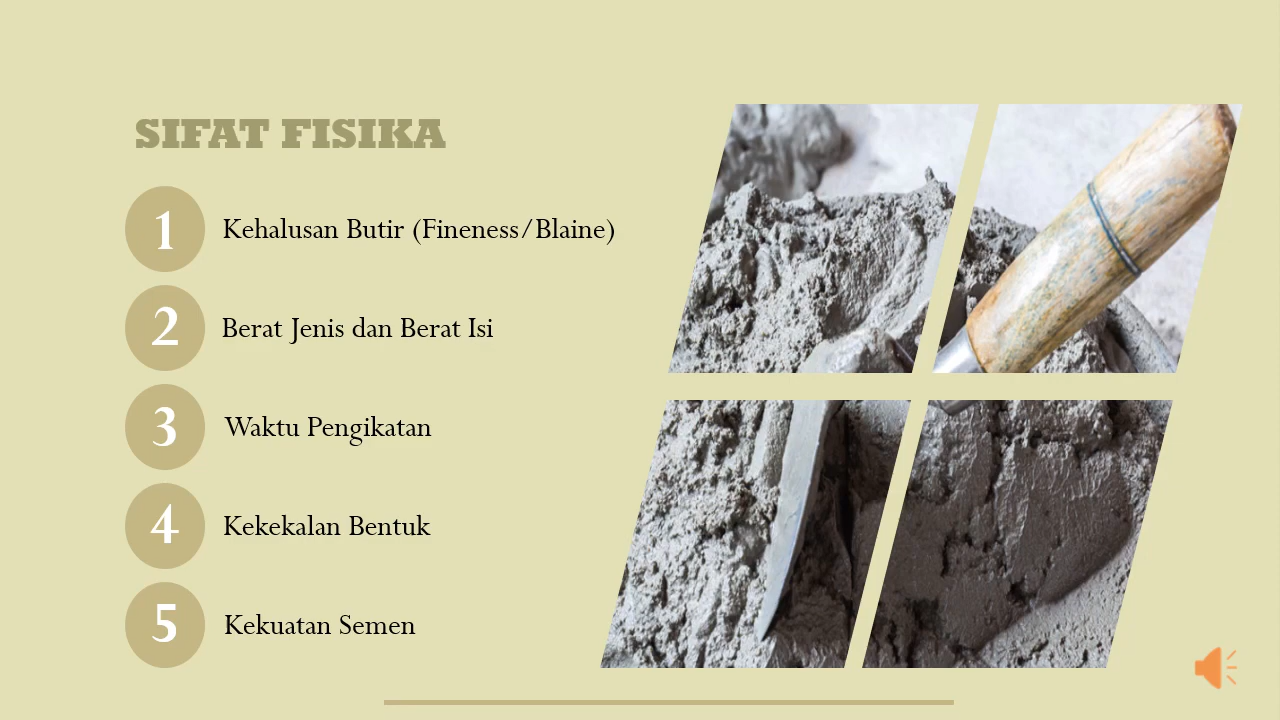 SIFAT FISIKA
1 Kehalusan Butir (Fineness/Blaine)
2 Berat Jenis dan Berat Isi
3 Waktu Pengikatan
4 Kekekalan Bentuk
5 Kekuatan Semen